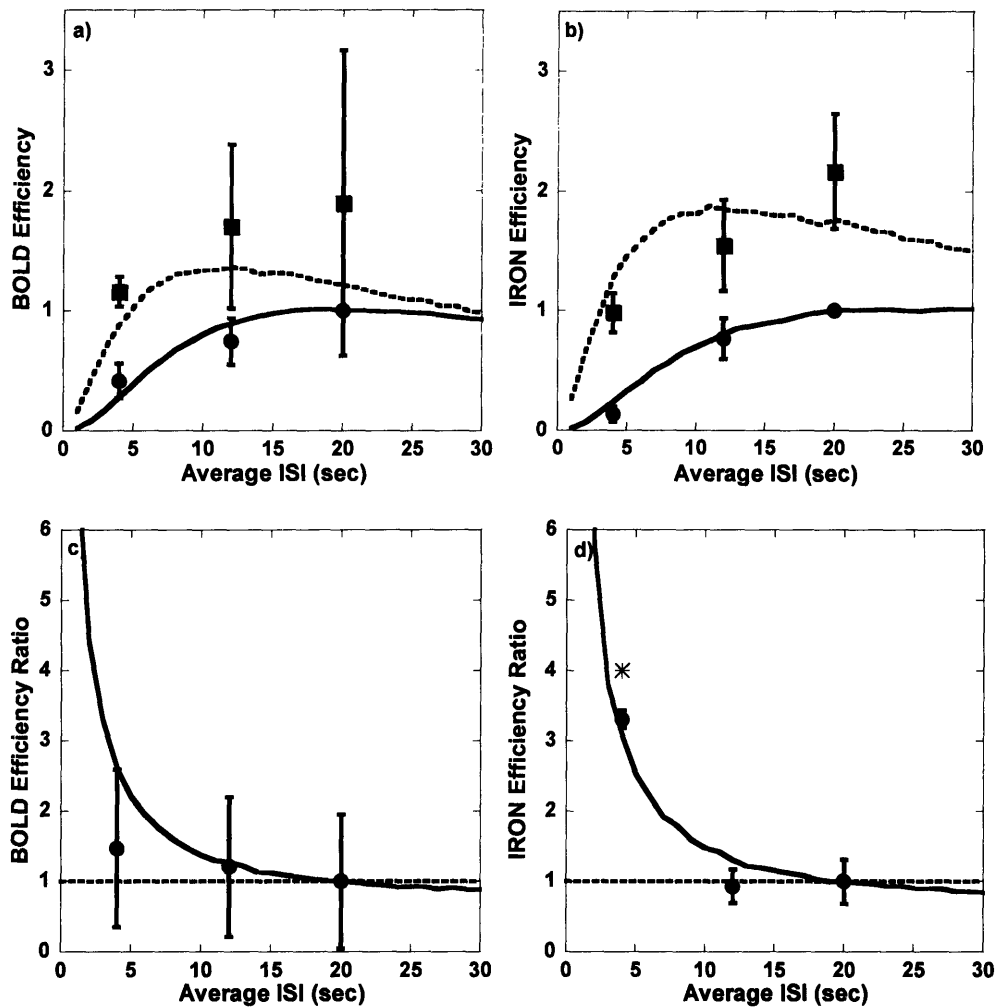 a)
BOLD Efficiency
3
2
1
0
0 5 10 15 20 25 30
Average ISI (sec)
b)
IRON Efficiency
3
2
1
0
0 5 10 15 20 25 30
Average ISI (sec)
c)
BOLD Efficiency Ratio
6
5
4
3
2
1
0
0 5 10 15 20 25 30
Average ISI (sec)
d)
IRON Efficiency Ratio
6
5
4
3
2
1
0
0 5 10 15 20 25 30
Average ISI (sec)